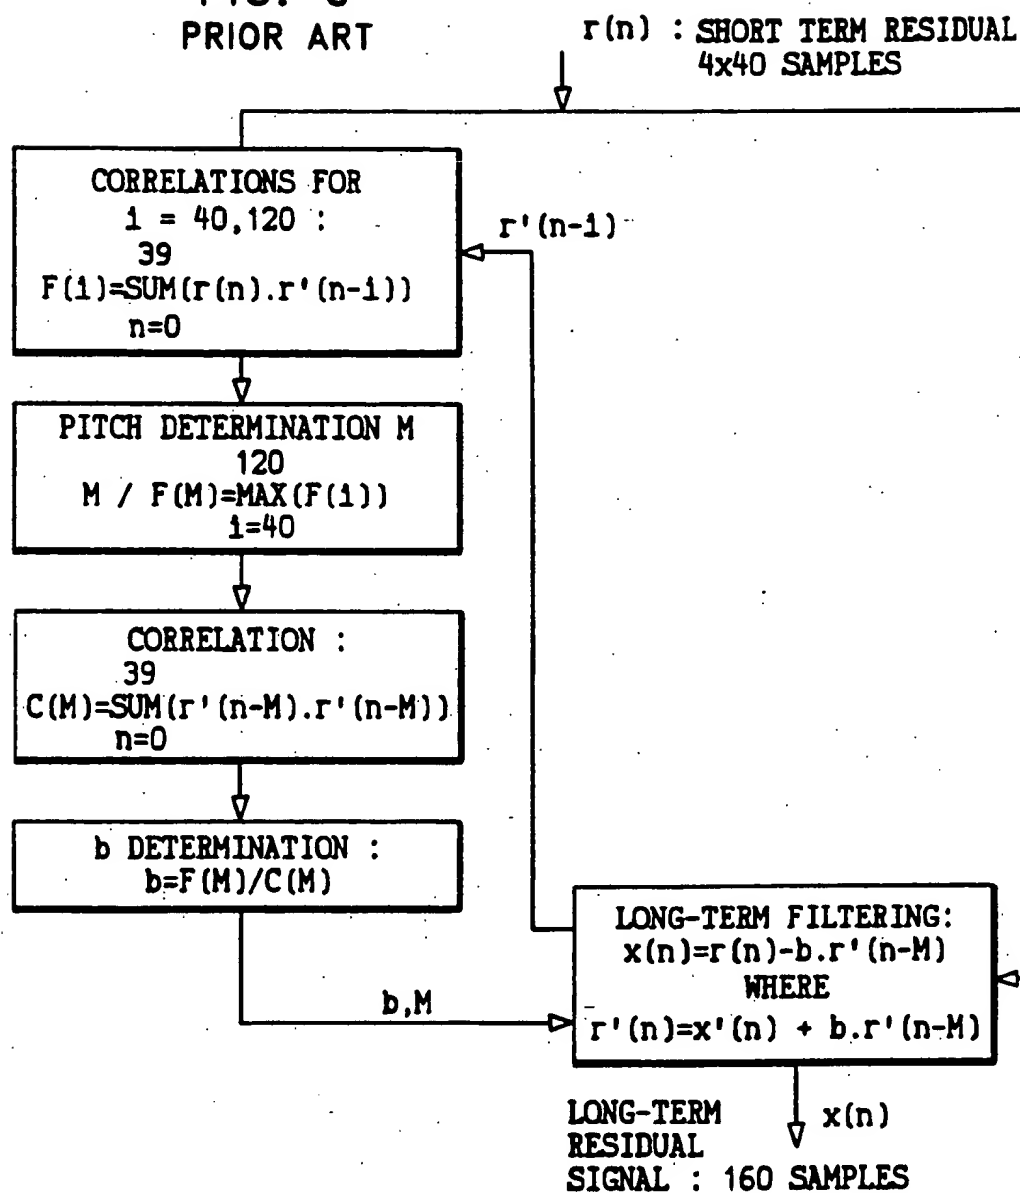 PRIOR ART
r(n) : SHORT TERM RESIDUAL
4x40 SAMPLES
CORRELATIONS FOR
i = 40,120 :
39
F(i)=SUM(r(n).r'(n-i))
n=0
r'(n-i)
PITCH DETERMINATION M
120
M / F(M)=MAX(F(i))
i=40
CORRELATION :
39
C(M)=SUM(r'(n-M).r'(n-M))
n=0
b DETERMINATION :
b=F(M)/C(M)
b,M
LONG-TERM FILTERING:
x(n)=r(n)-b.r'(n-M)
WHERE
r'(n)=x'(n) + b.r'(n-M)
LONG-TERM
RESIDUAL
SIGNAL : 160 SAMPLES
x(n)